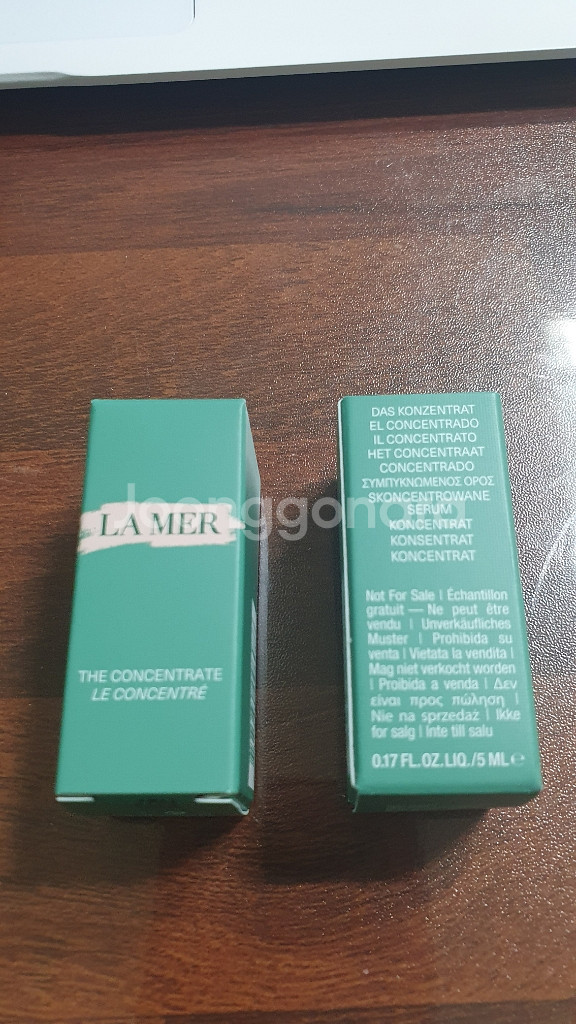 LA MER
THE CONCENTRATE
LE CONCENTRÉ
DAS KONZENTRAT
EL CONCENTRADO
IL CONCENTRATO
HET CONCENTRAAT
CONCENTRADO
ΣΥΜΠΥΚΝΩΜΕΝΟΣ ΟΡΟΣ
SKONCENTROWANE
SERUM
KONCENTRAT
KONSENTRAT
KONCENTRAT
Not For Sale | Échantillon
gratuit — Ne peut être
vendu | Unverkäufliches
Muster | Prohibida su
venta | Vietata la vendita |
Mag niet verkocht worden
| Proibida a venda | Δεν
είναι προς πώληση |
Nie na sprzedaż | Ikke
for salg | Inte till salu
0.17 FL.OZ.LIQ./5 ML ℮
Joonggonara